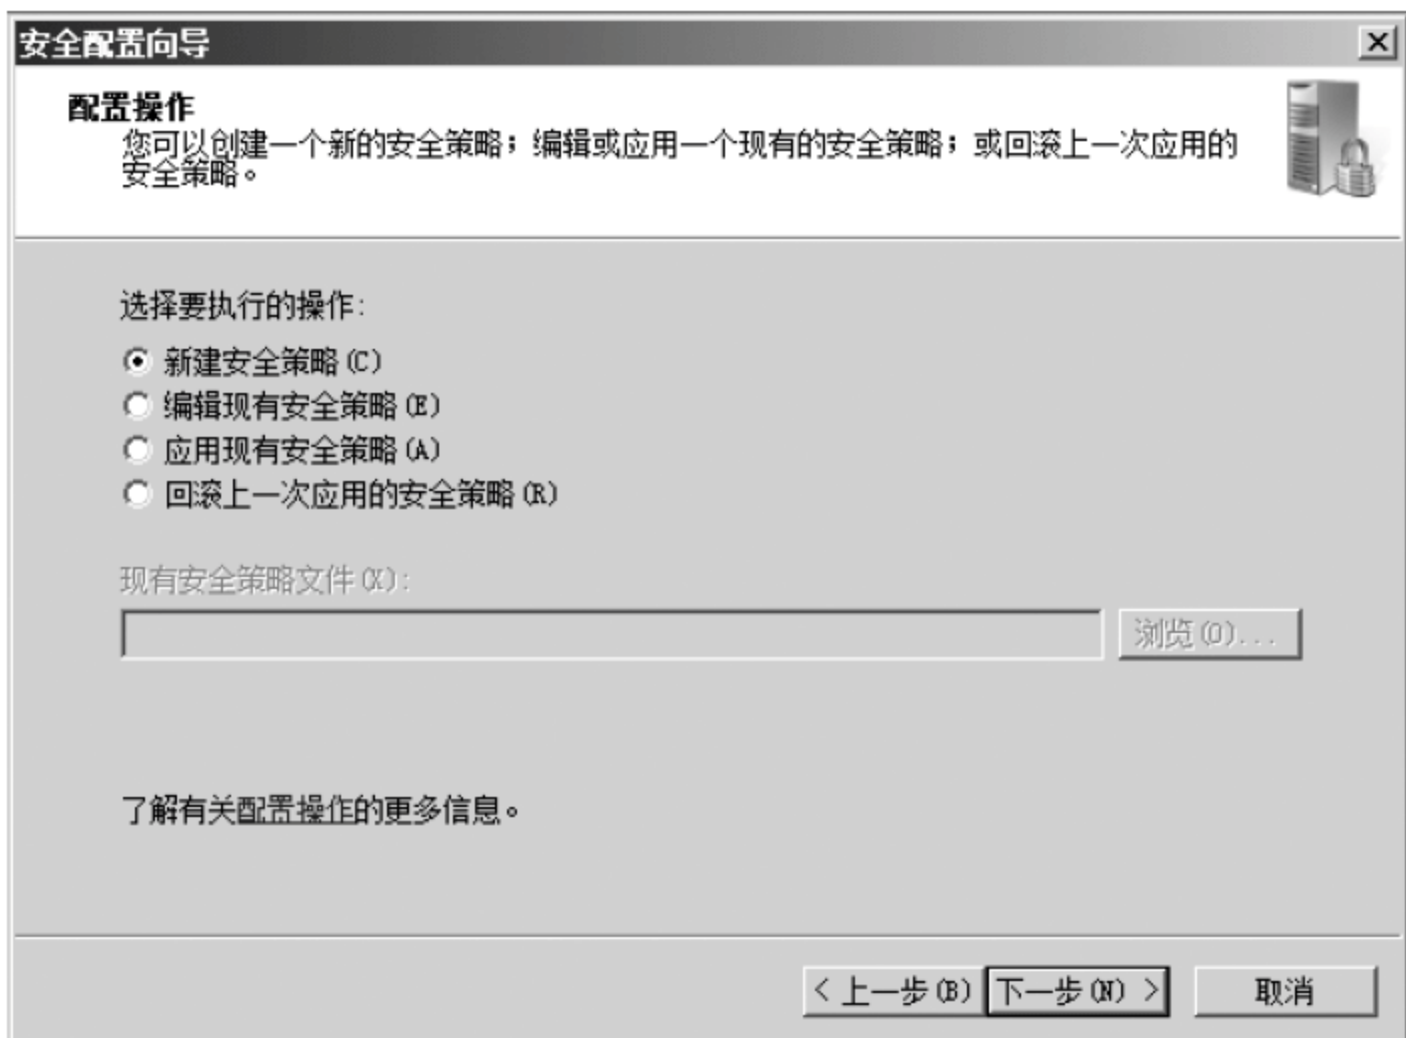 安全配置向导
配置操作
您可以创建一个新的安全策略；编辑或应用一个现有的安全策略；或回滚上一次应用的
安全策略。
选择要执行的操作:
新建安全策略(C)
编辑现有安全策略(E)
应用现有安全策略(A)
回滚上一次应用的安全策略(R)
现有安全策略文件(X):
浏览(O)...
了解有关配置操作的更多信息。
< 上一步(B) 下一步(N) > 取消